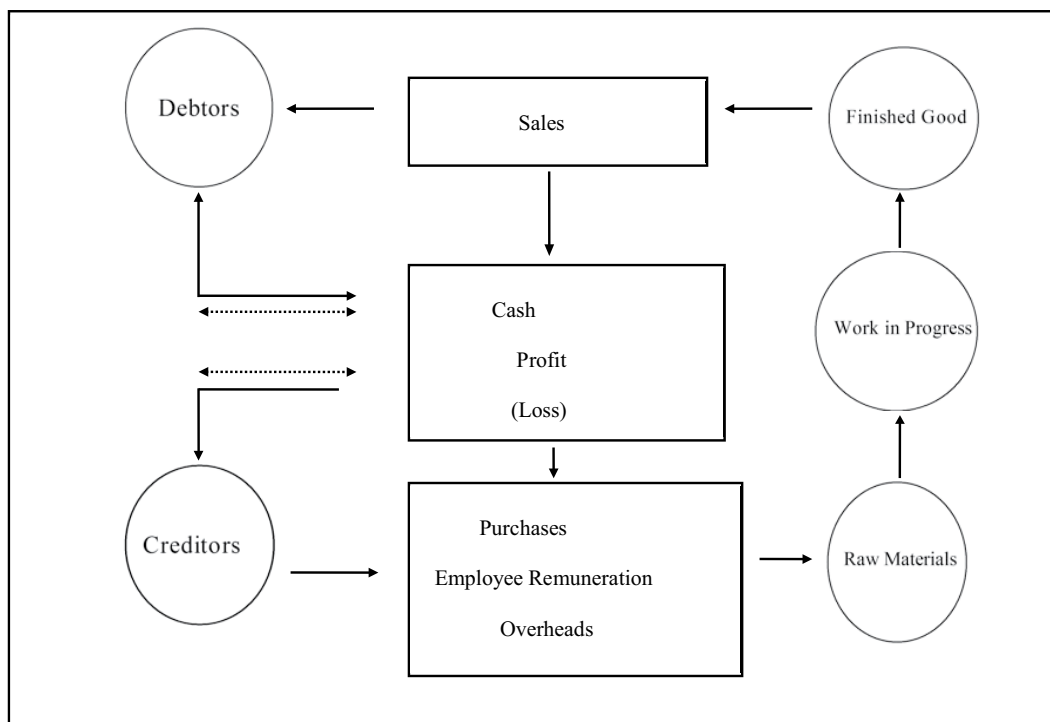 Debtors
Sales
Finished Good
Cash
Profit
(Loss)
Work in Progress
Creditors
Purchases
Employee Remuneration
Overheads
Raw Materials